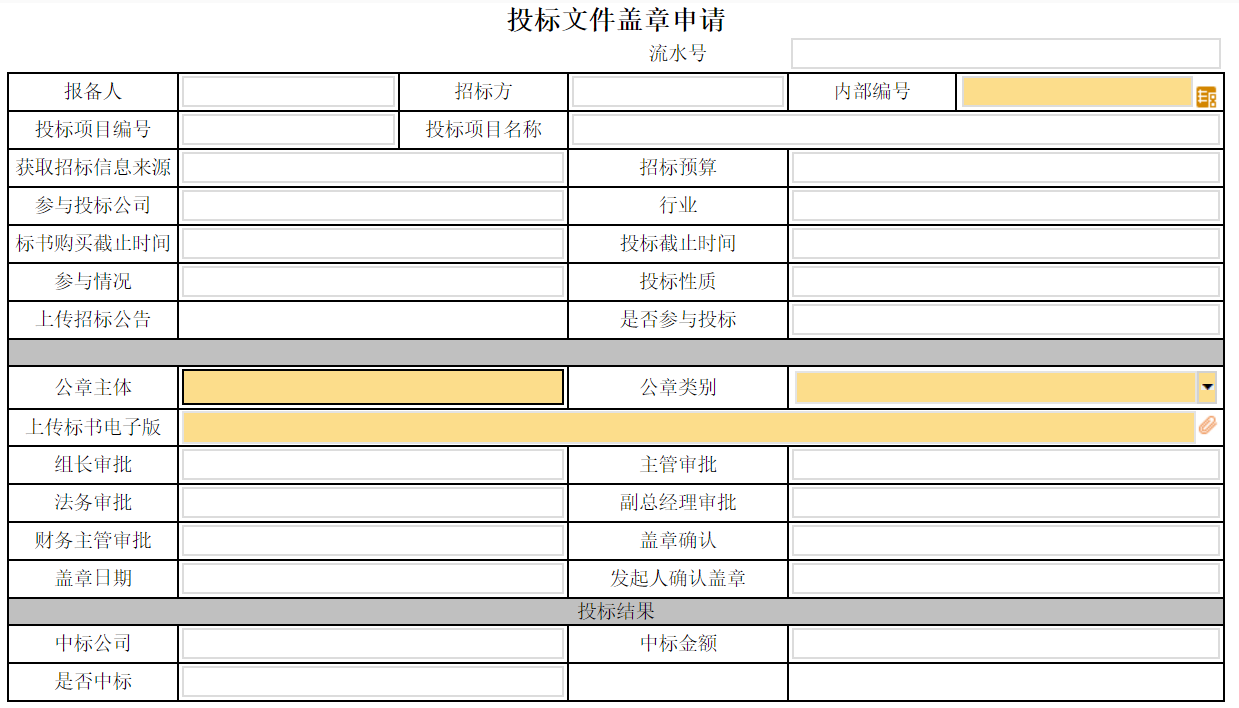 投标文件盖章申请
流水号
报备人 招标方 内部编号
投标项目编号 投标项目名称
获取招标信息来源 招标预算
参与投标公司 行业
标书购买截止时间 投标截止时间
参与情况 投标性质
上传招标公告 是否参与投标
公章主体 公章类别
上传标书电子版
组长审批 主管审批
法务审批 副总经理审批
财务主管审批 盖章确认
盖章日期 发起人确认盖章
投标结果
中标公司 中标金额
是否中标